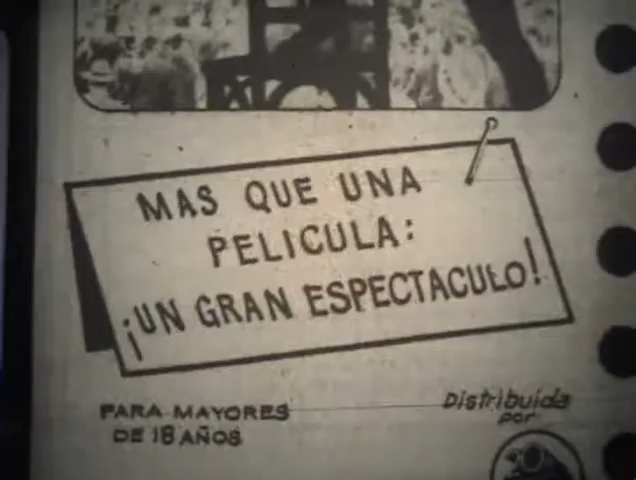 MAS QUE UNA
PELICULA:
¡UN GRAN ESPECTACULO!
PARA MAYORES
DE 18 AÑOS
Distribuida
por